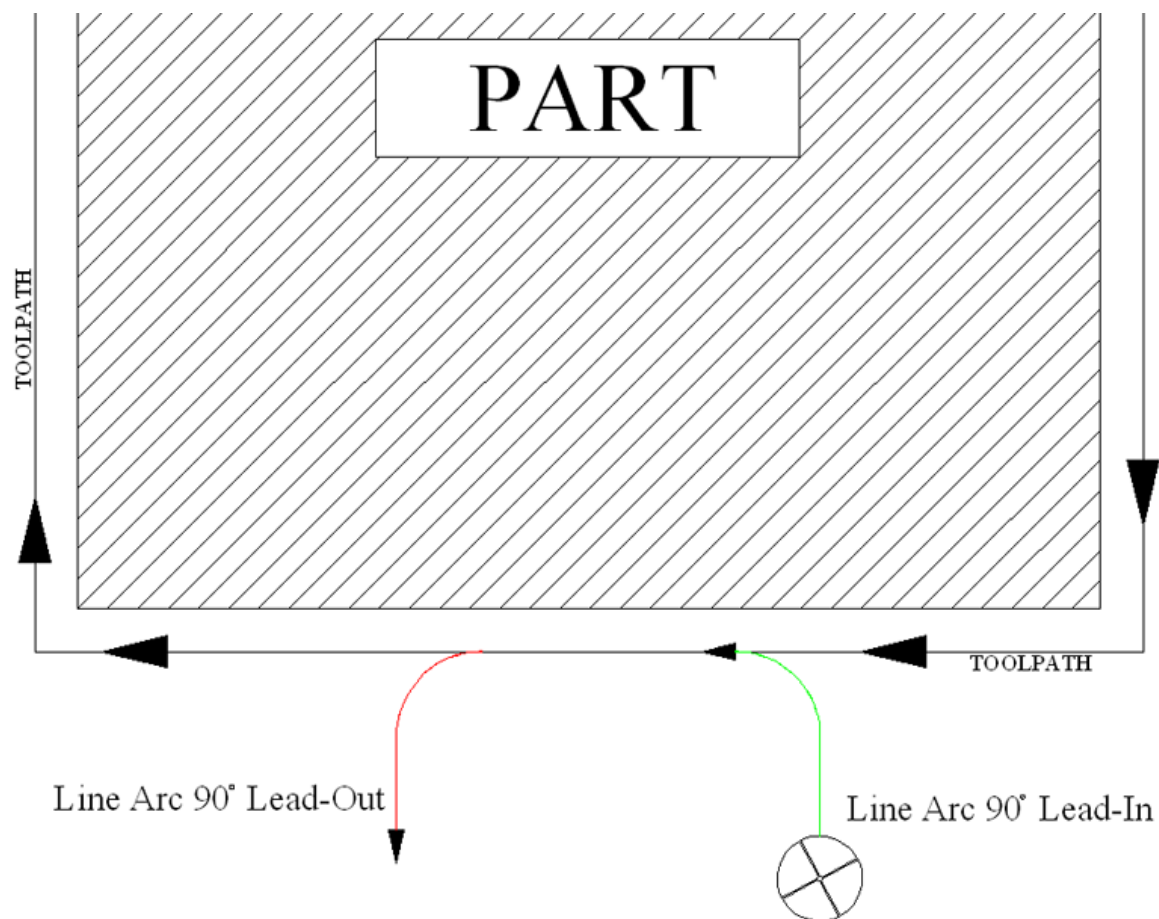 PART
TOOLPATH
TOOLPATH
Line Arc 90° Lead-Out
Line Arc 90° Lead-In